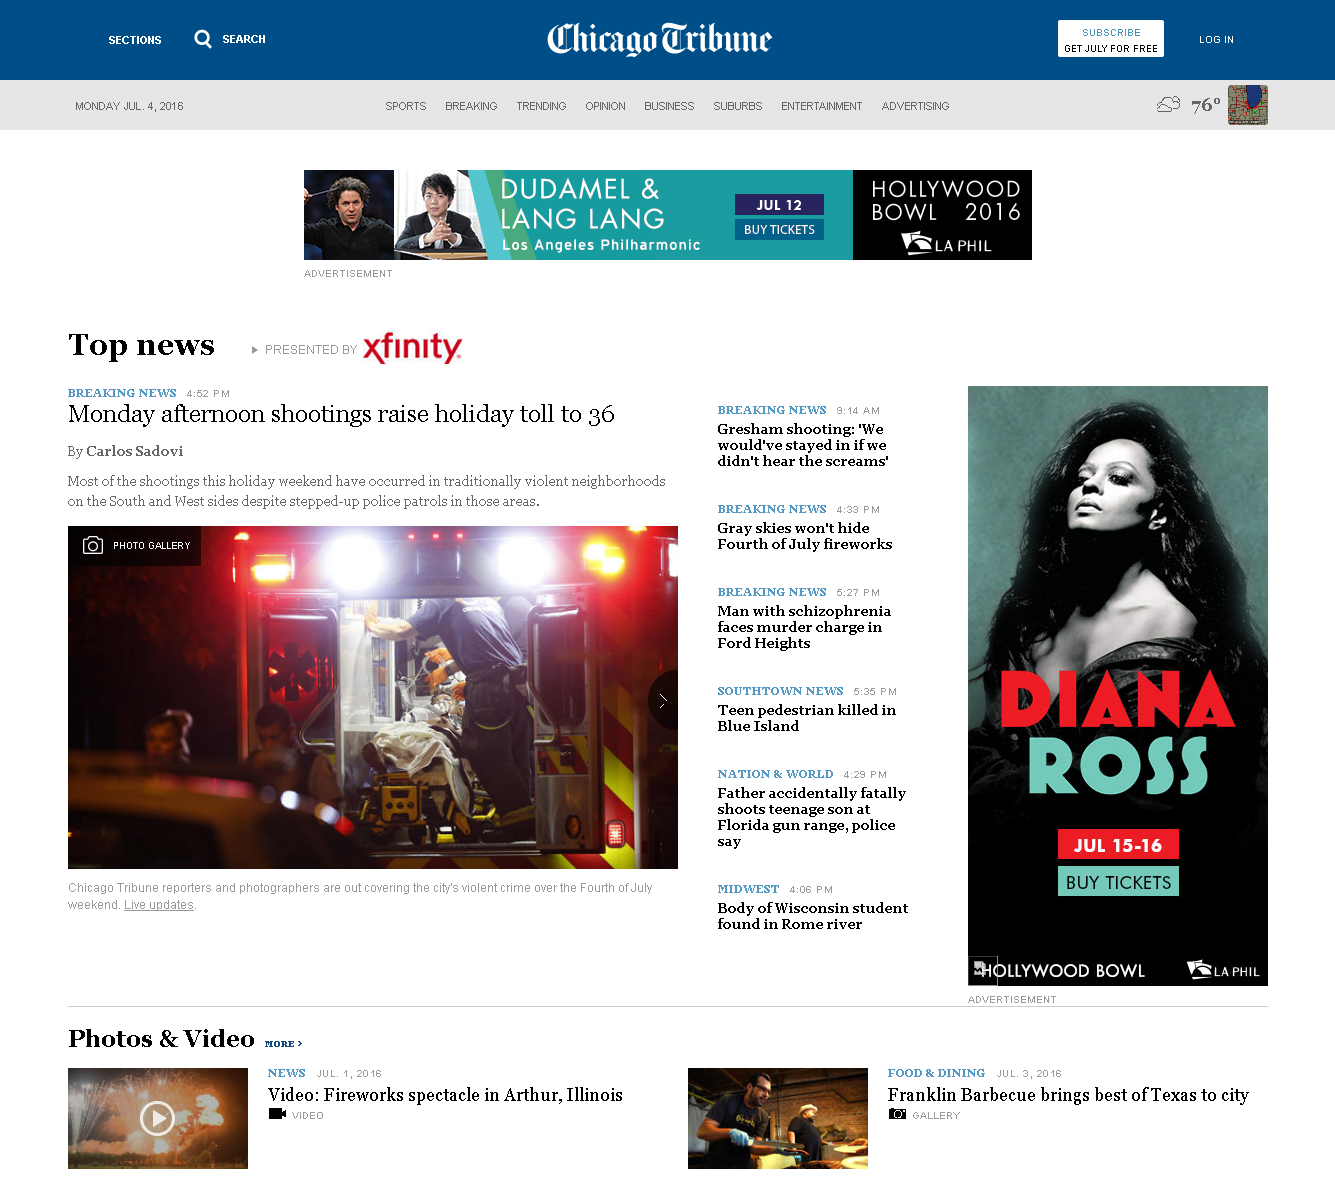 SECTIONS
SEARCH
Chicago Tribune
SUBSCRIBE
GET JULY FOR FREE
LOG IN
MONDAY JUL. 4, 2016
SPORTS BREAKING TRENDING OPINION BUSINESS SUBURBS ENTERTAINMENT ADVERTISING
76°
DUDAMEL &
LANG LANG
Los Angeles Philharmonic
JUL 12
BUY TICKETS
HOLLYWOOD
BOWL 2016
LA PHIL
ADVERTISEMENT
Top news
PRESENTED BY xfinity
BREAKING NEWS 4:52 PM
Monday afternoon shootings raise holiday toll to 36
By Carlos Sadovi
Most of the shootings this holiday weekend have occurred in traditionally violent neighborhoods
on the South and West sides despite stepped-up police patrols in those areas.
PHOTO GALLERY
Chicago Tribune reporters and photographers are out covering the city's violent crime over the Fourth of July
weekend. Live updates.
BREAKING NEWS 9:14 AM
Gresham shooting: 'We
would've stayed in if we
didn't hear the screams'
BREAKING NEWS 4:33 PM
Gray skies won't hide
Fourth of July fireworks
BREAKING NEWS 5:27 PM
Man with schizophrenia
faces murder charge in
Ford Heights
SOUTHTOWN NEWS 5:35 PM
Teen pedestrian killed in
Blue Island
NATION & WORLD 4:29 PM
Father accidentally fatally
shoots teenage son at
Florida gun range, police
say
MIDWEST 4:06 PM
Body of Wisconsin student
found in Rome river
DIANA
ROSS
JUL 15-16
BUY TICKETS
HOLLYWOOD BOWL
LA PHIL
ADVERTISEMENT
Photos & Video MORE >
NEWS JUL. 1, 2016
Video: Fireworks spectacle in Arthur, Illinois
VIDEO
FOOD & DINING JUL. 3, 2016
Franklin Barbecue brings best of Texas to city
GALLERY